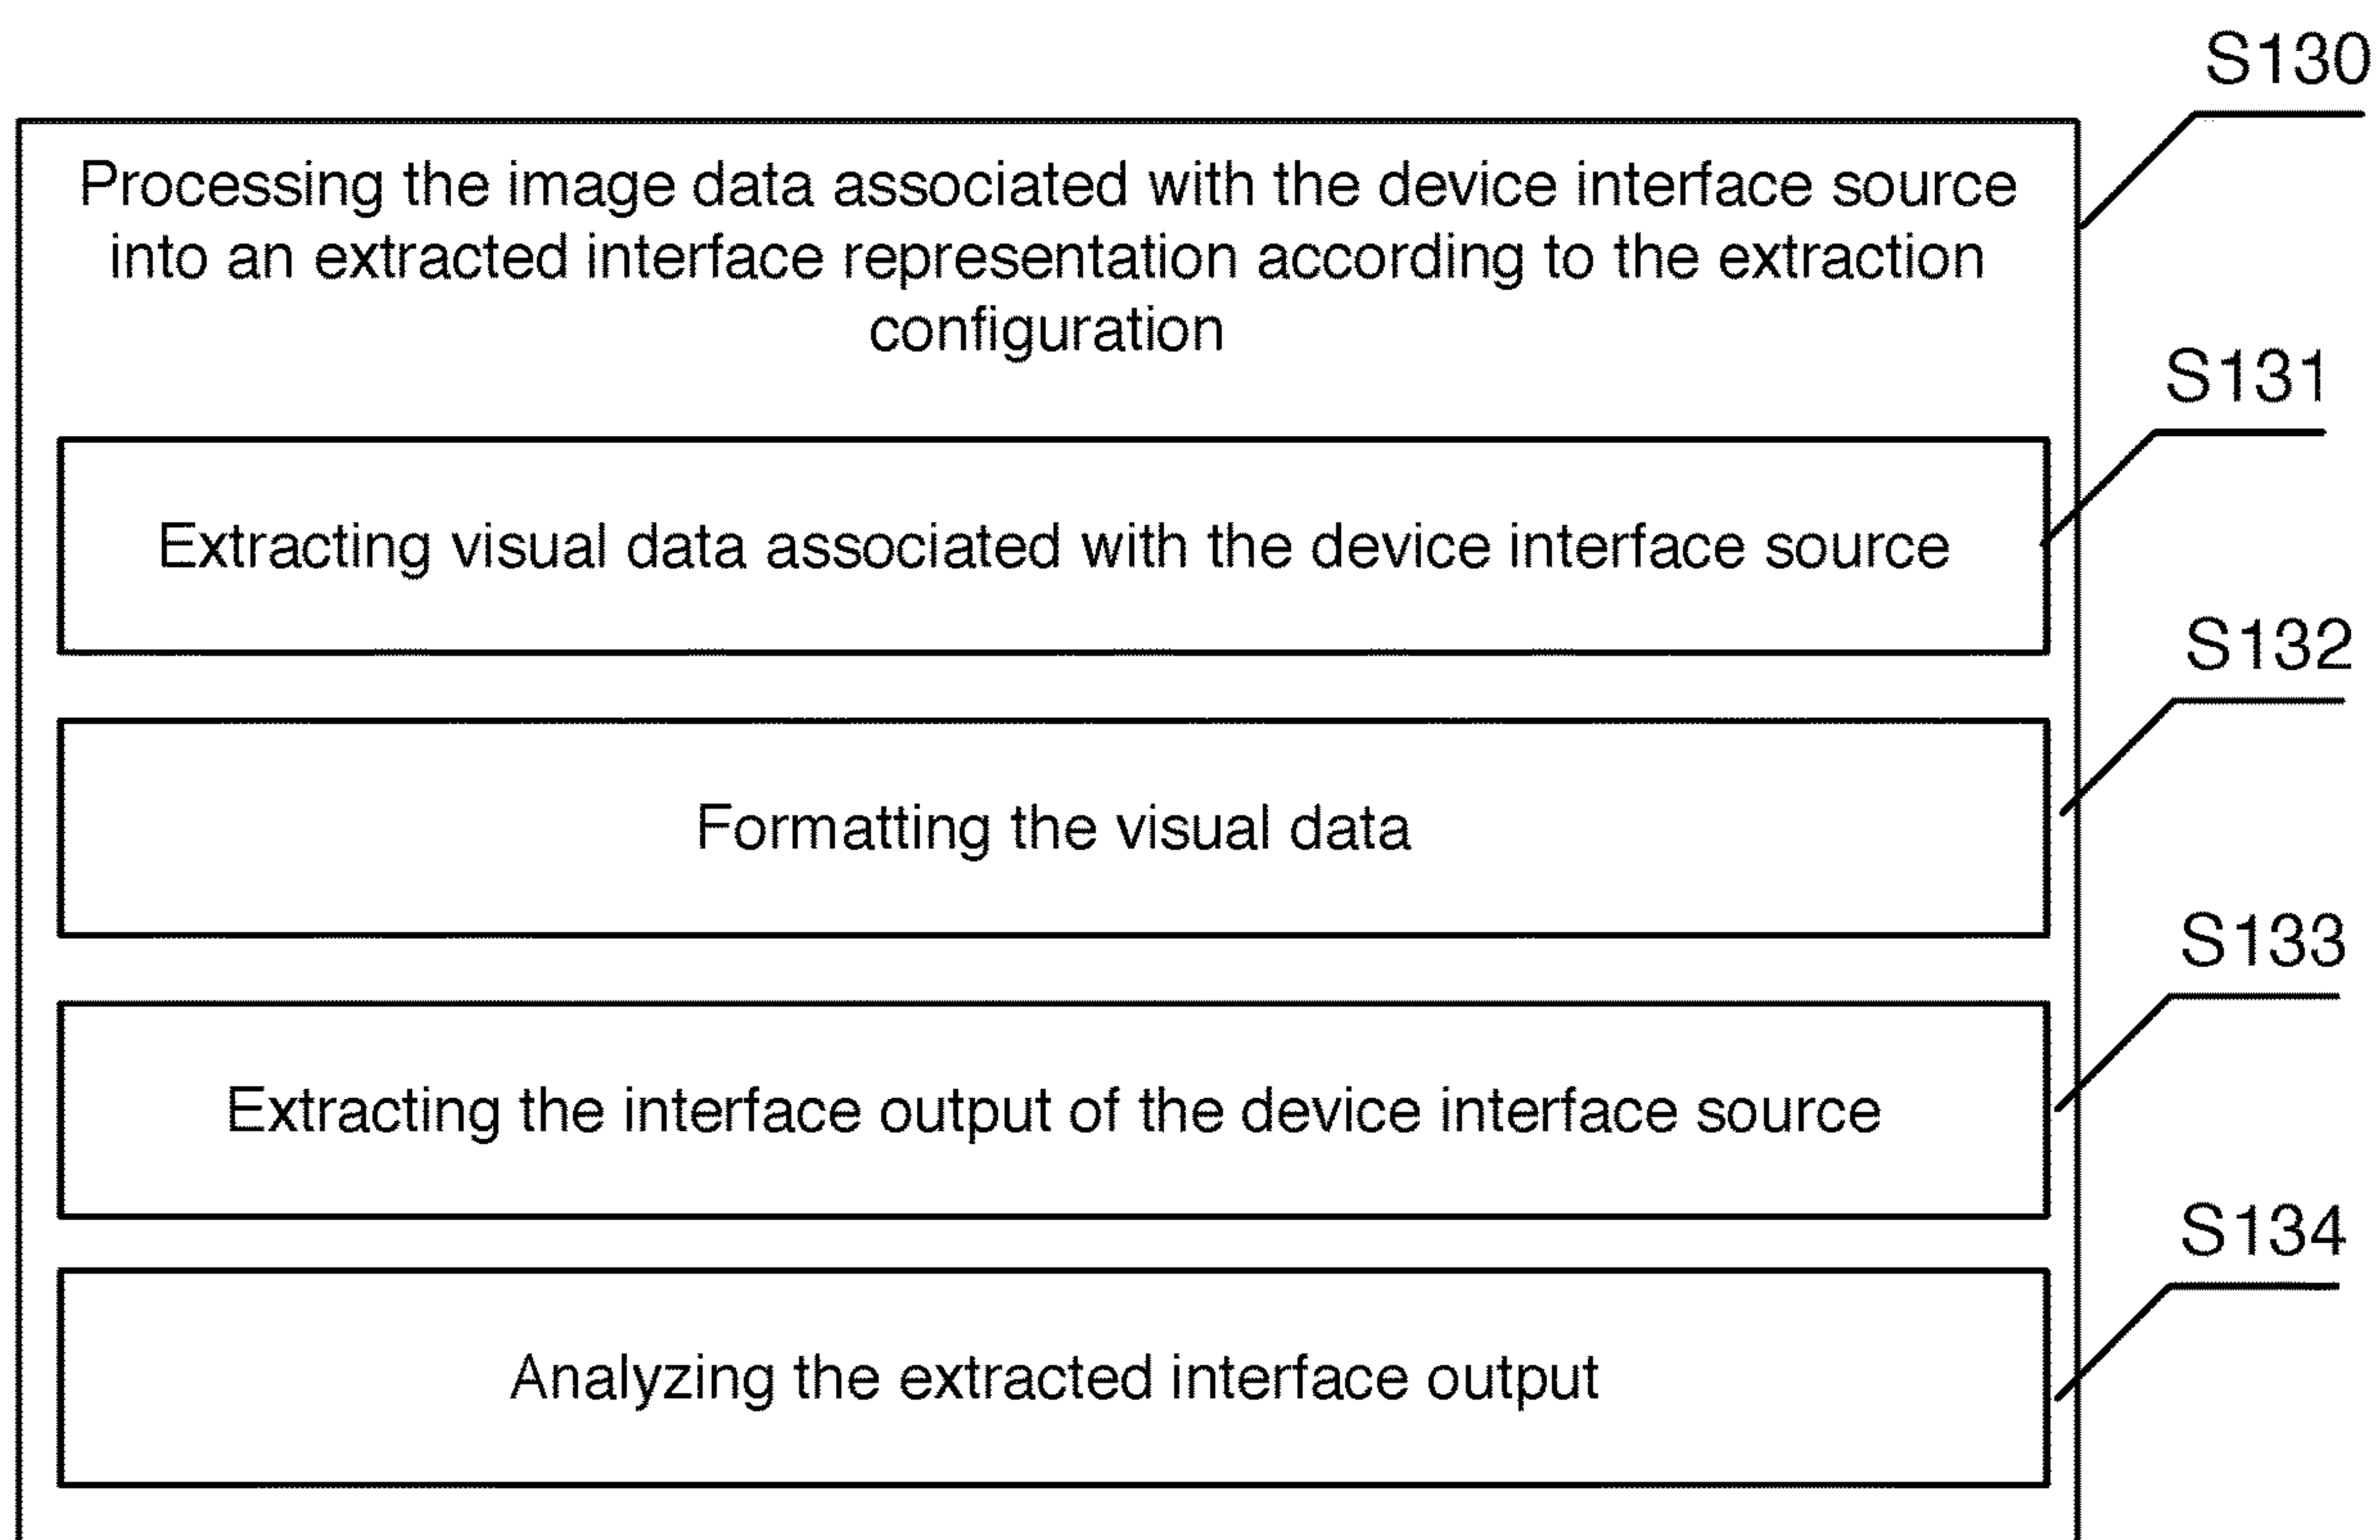 S130
Processing the image data associated with the device interface source
into an extracted interface representation according to the extraction
configuration
S131
Extracting visual data associated with the device interface source
S132
Formatting the visual data
S133
Extracting the interface output of the device interface source
S134
Analyzing the extracted interface output